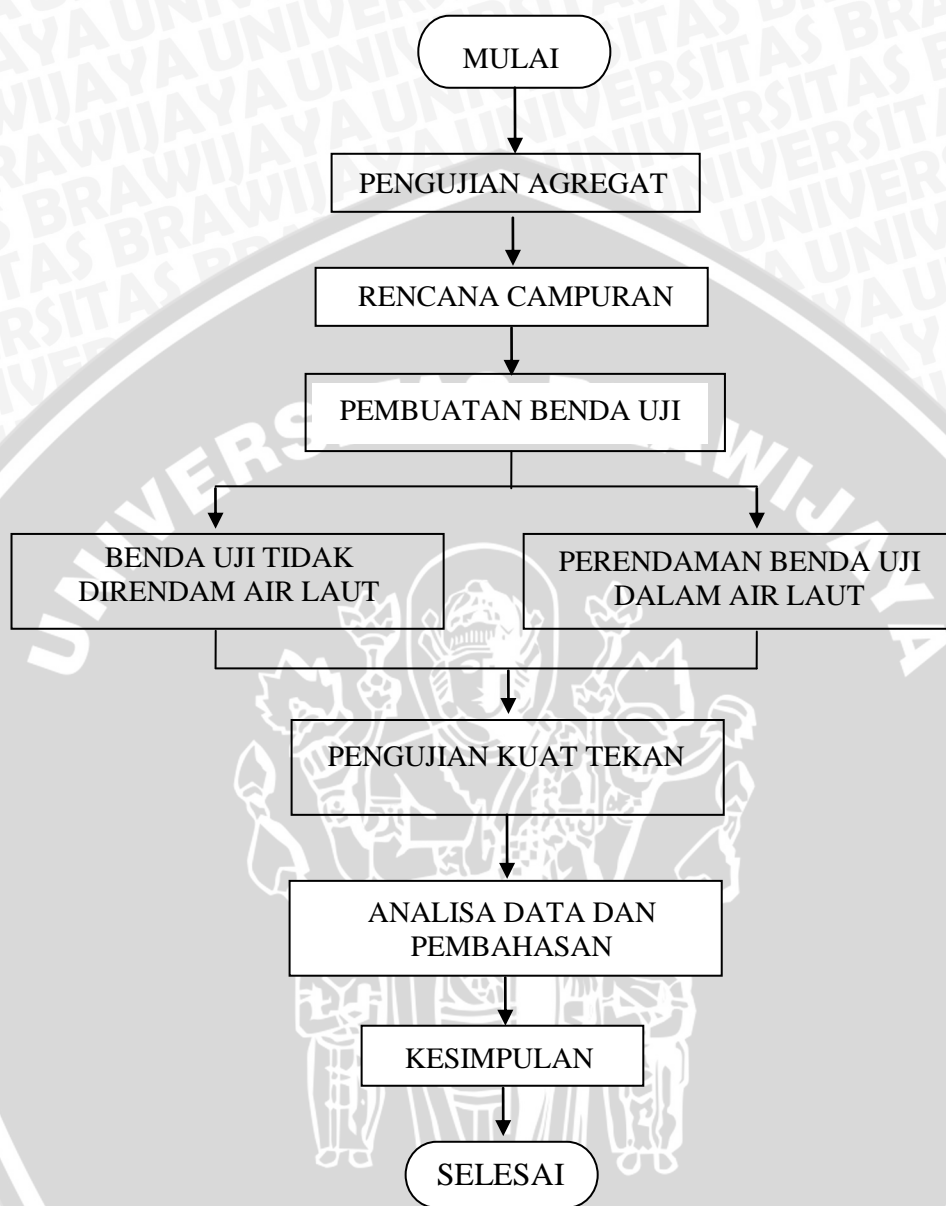 MULAI
PENGUJIAN AGREGAT
RENCANA CAMPURAN
PEMBUATAN BENDA UJI
BENDA UJI TIDAK
DIRENDAM AIR LAUT
PERENDAMAN BENDA UJI
DALAM AIR LAUT
PENGUJIAN KUAT TEKAN
ANALISA DATA DAN
PEMBAHASAN
KESIMPULAN
SELESAI